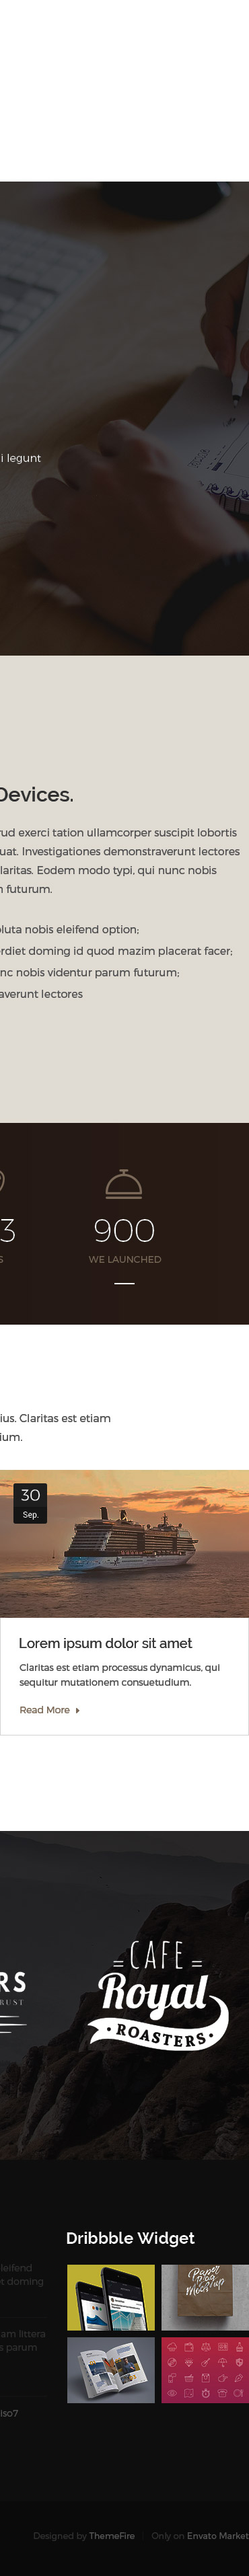 i legunt
Devices.
rud exerci tation ullamcorper suscipit lobortis
uat. Investigationes demonstraverunt lectores
laritas. Eodem modo typi, qui nunc nobis
n futurum.
luta nobis eleifend option;
erdiet doming id quod mazim placerat facer;
nc nobis videntur parum futurum;
averunt lectores
3
900
S
WE LAUNCHED
ius. Claritas est etiam
ium.
30
Sep.
Lorem ipsum dolor sit amet
Claritas est etiam processus dynamicus, qui
sequitur mutationem consuetudium.
Read More
RS
RUST
CAFE
Royal
ROASTERS
Dribbble Widget
leifend
t doming
am littera
s parum
iso7
Designed by ThemeFire
Only on Envato Market